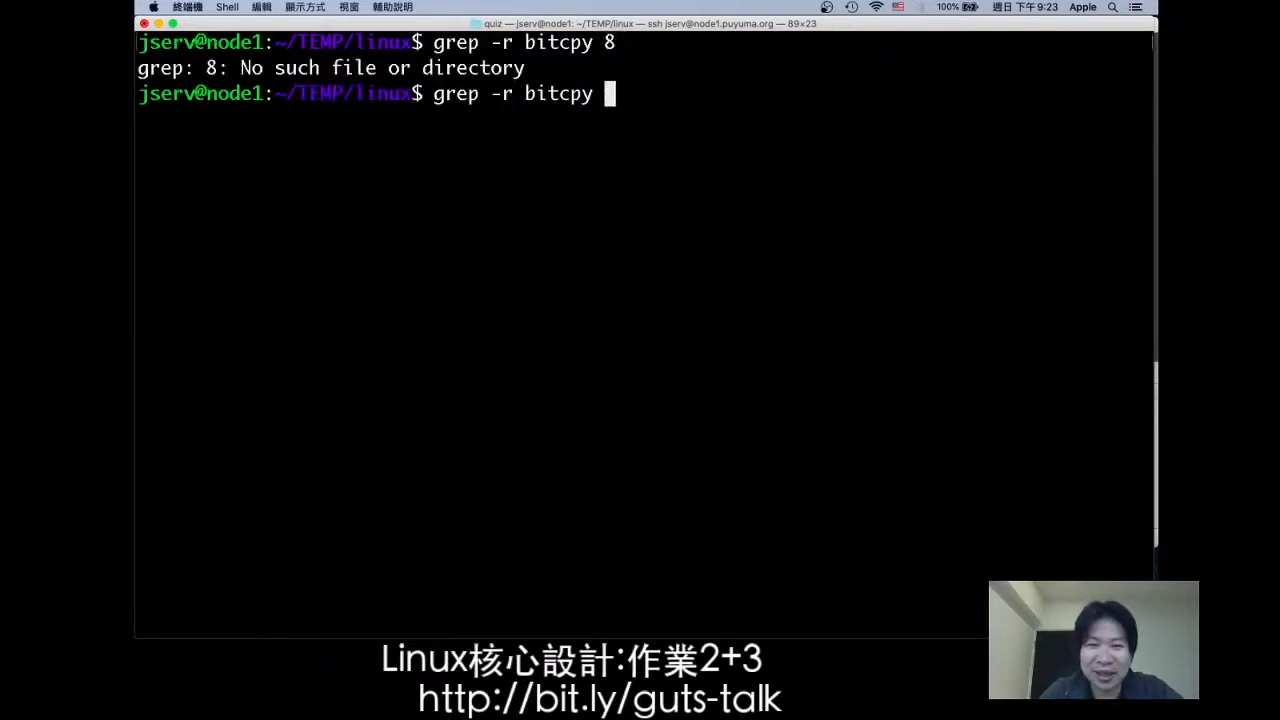 終端機 Shell 編輯 顯示方式 視窗 輔助說明 100% 週日 下午9:23 Apple
quiz — jserv@node1: ~/TEMP/linux — ssh jserv@node1.puyuma.org — 89×23
jserv@node1:~/TEMP/linux$ grep -r bitcpy 8
grep: 8: No such file or directory
jserv@node1:~/TEMP/linux$ grep -r bitcpy
Linux核心設計:作業2+3
http://bit.ly/guts-talk